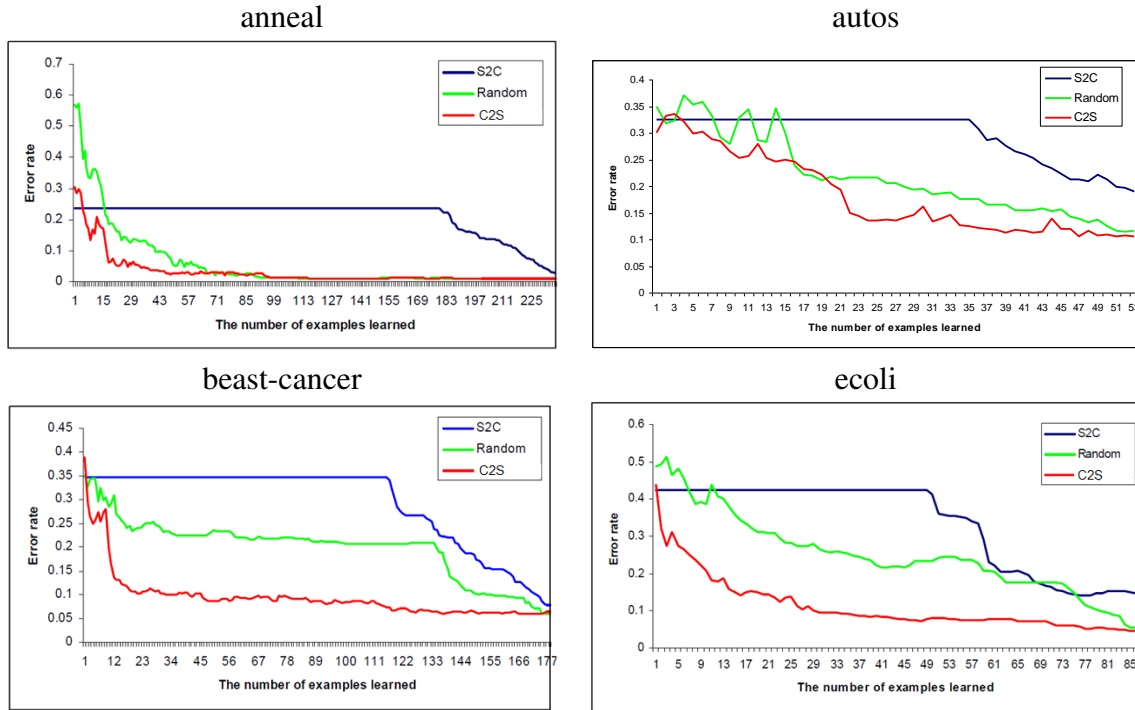 anneal
0.7
0.6
0.5
0.4
0.3
0.2
0.1
0
Error rate
S2C
Random
C2S
1 15 29 43 57 71 85 99 113 127 141 155 169 183 197 211 225
The number of examples learned
autos
0.4
0.35
0.3
0.25
0.2
0.15
0.1
0.05
0
Error rate
S2C
Random
C2S
1 3 5 7 9 11 13 15 17 19 21 23 25 27 29 31 33 35 37 39 41 43 45 47 49 51 53
The number of examples learned
beast-cancer
0.45
0.4
0.35
0.3
0.25
0.2
0.15
0.1
0.05
0
Error rate
S2C
Random
C2S
1 12 23 34 45 56 67 78 89 100 111 122 133 144 155 166 177
The number of examples learned
ecoli
0.6
0.5
0.4
0.3
0.2
0.1
0
Error rate
S2C
Random
C2S
1 5 9 13 17 21 25 29 33 37 41 45 49 53 57 61 65 69 73 77 81 85
The number of examples learned